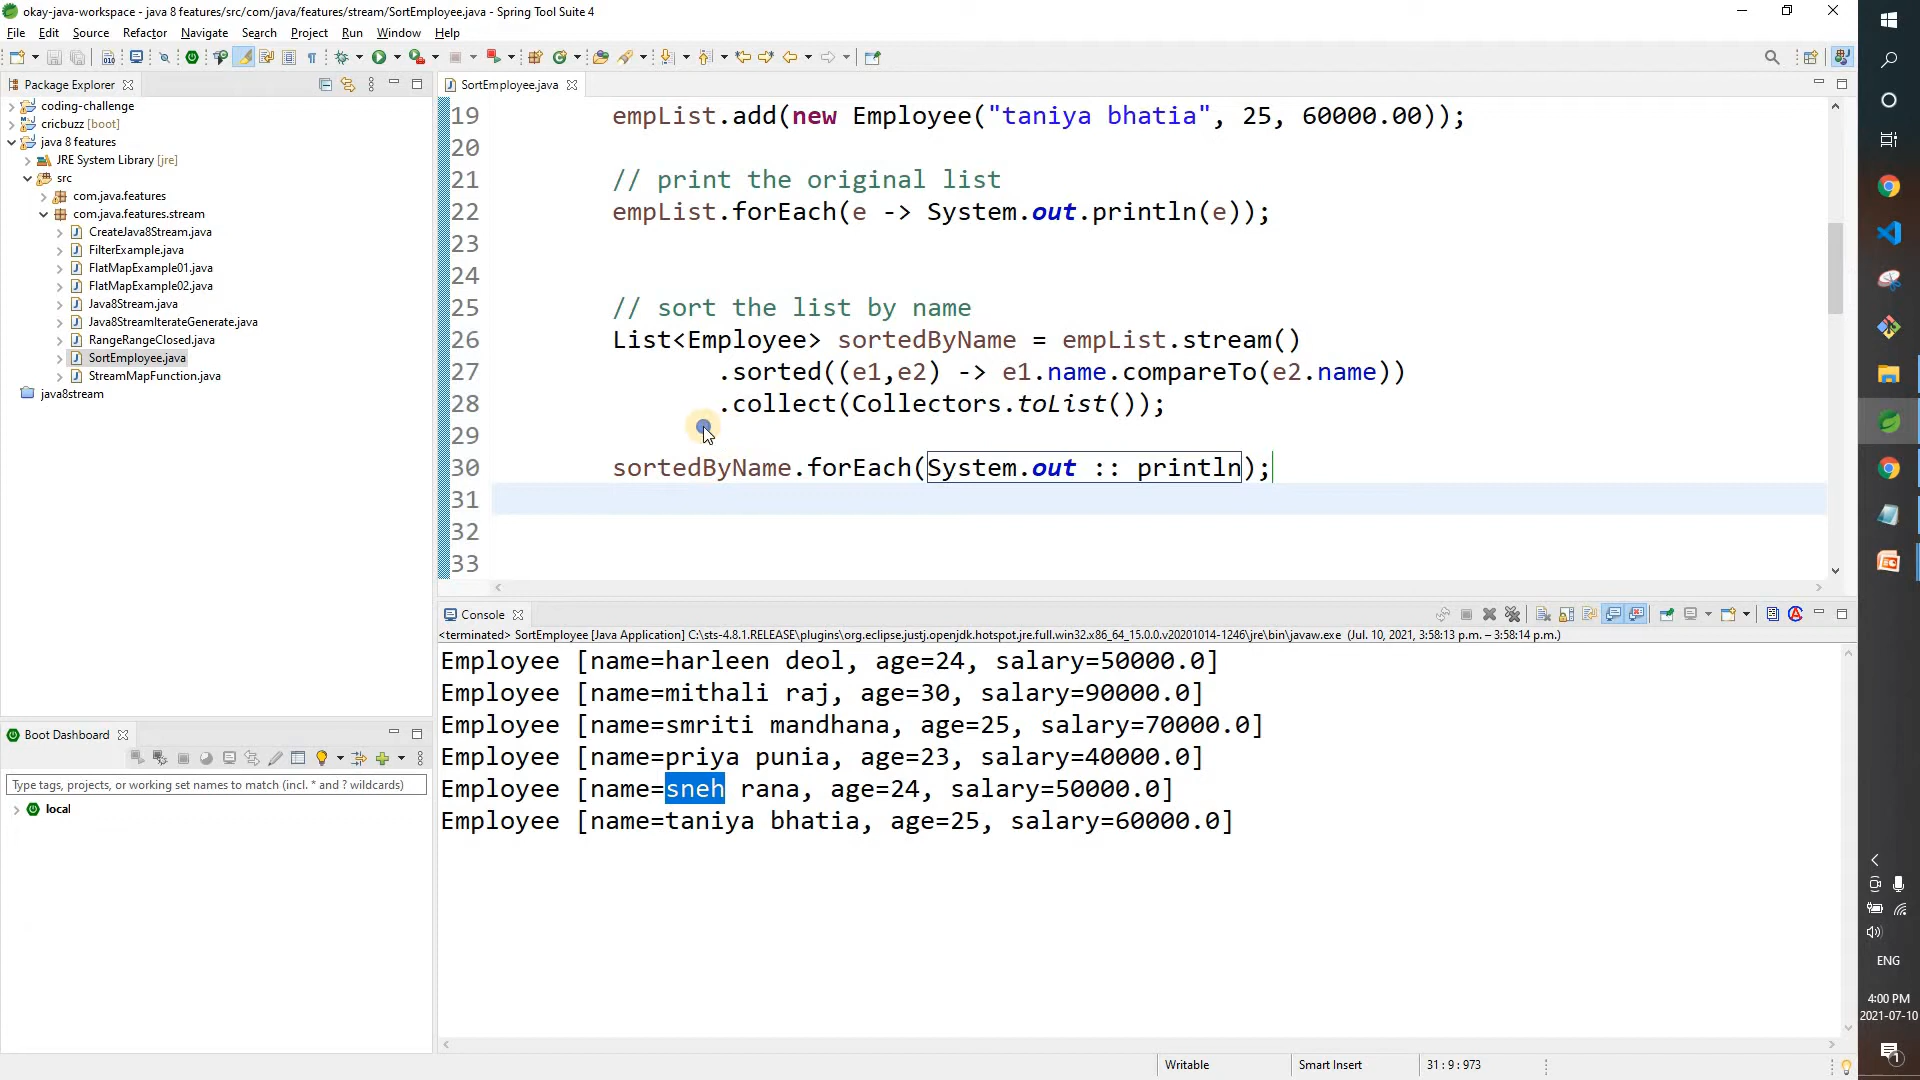 okay-java-workspace - java 8 features/src/com/java/features/stream/SortEmployee.java - Spring Tool Suite 4
File Edit Source Refactor Navigate Search Project Run Window Help
Package Explorer
coding-challenge
cricbuzz [boot]
java 8 features
JRE System Library [jre]
src
com.java.features
com.java.features.stream
CreateJava8Stream.java
FilterExample.java
FlatMapExample01.java
FlatMapExample02.java
Java8Stream.java
Java8StreamIterateGenerate.java
RangeRangeClosed.java
SortEmployee.java
StreamMapFunction.java
java8stream
SortEmployee.java
19 empList.add(new Employee("taniya bhatia", 25, 60000.00));
20
21 // print the original list
22 empList.forEach(e -> System.out.println(e));
23
24
25 // sort the list by name
26 List<Employee> sortedByName = empList.stream()
27 .sorted((e1,e2) -> e1.name.compareTo(e2.name))
28 .collect(Collectors.toList());
29
30 sortedByName.forEach(System.out :: println);
31
32
33
Console
<terminated> SortEmployee [Java Application] C:\sts-4.8.1.RELEASE\plugins\org.eclipse.justj.openjdk.hotspot.jre.full.win32.x86_64_15.0.0.v20201014-1246\jre\bin\javaw.exe (Jul. 10, 2021, 3:58:13 p.m. – 3:58:14 p.m.)
Employee [name=harleen deol, age=24, salary=50000.0]
Employee [name=mithali raj, age=30, salary=90000.0]
Employee [name=smriti mandhana, age=25, salary=70000.0]
Employee [name=priya punia, age=23, salary=40000.0]
Employee [name=sneh rana, age=24, salary=50000.0]
Employee [name=taniya bhatia, age=25, salary=60000.0]
Boot Dashboard
Type tags, projects, or working set names to match (incl. * and ? wildcards)
local
Writable Smart Insert 31 : 9 : 973
ENG
4:00 PM
2021-07-10
1